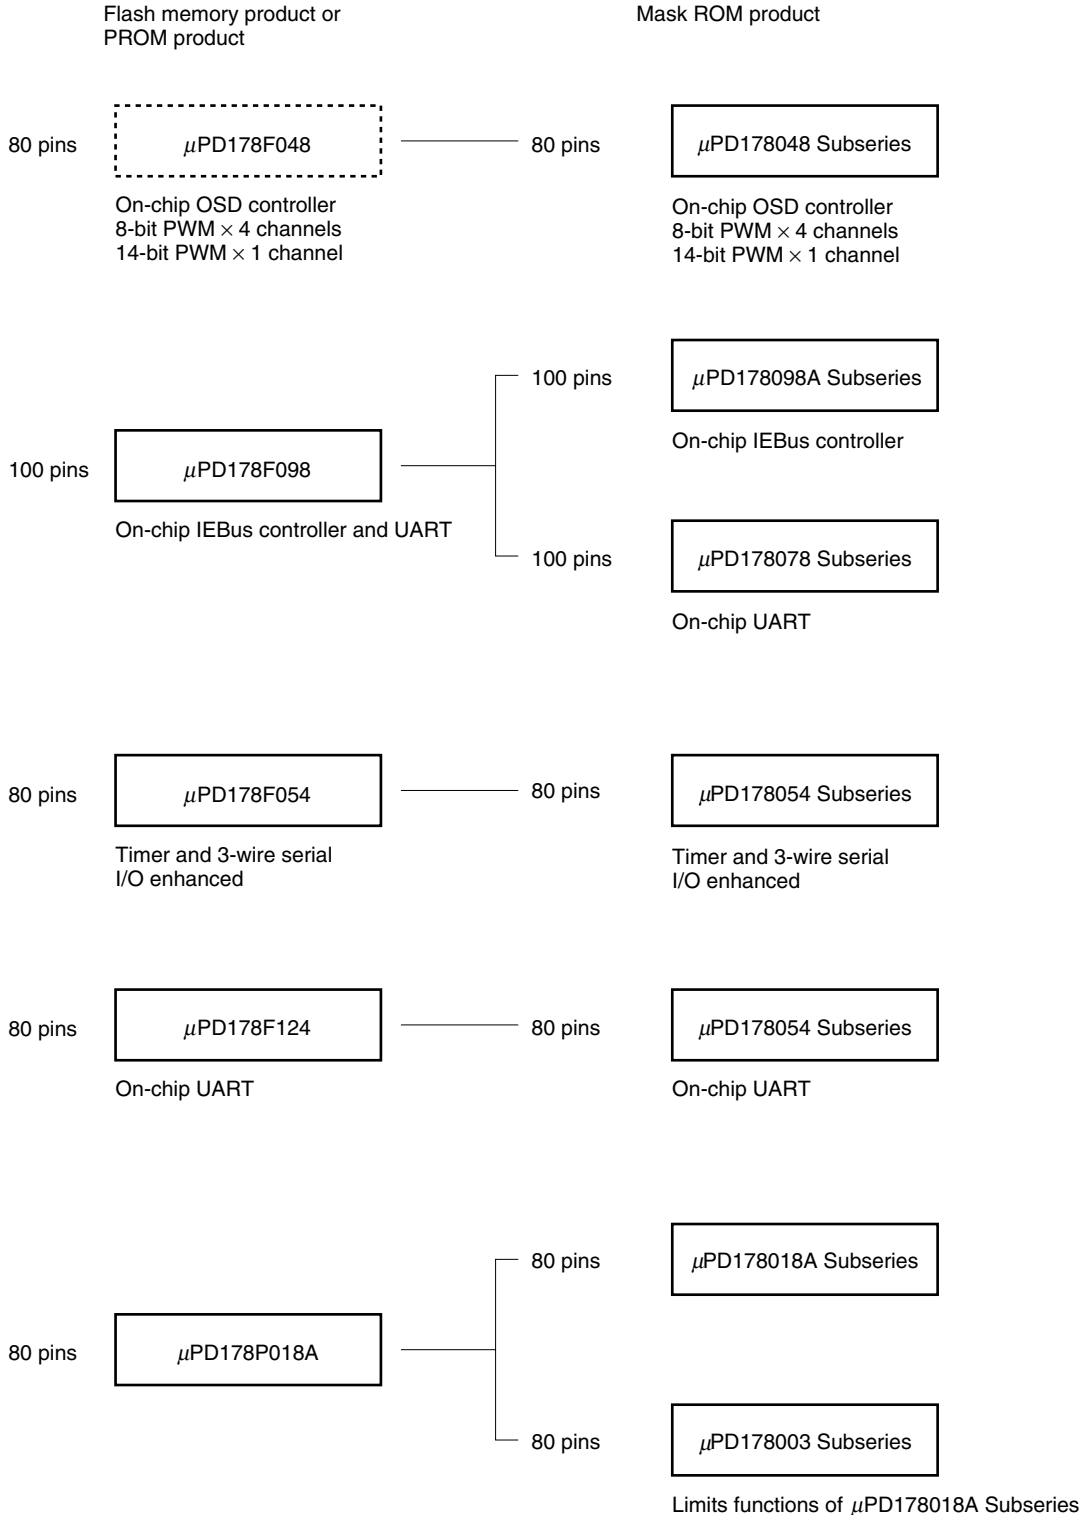 Flash memory product or
PROM product
Mask ROM product
80 pins
μPD178F048
80 pins
μPD178048 Subseries
On-chip OSD controller
8-bit PWM × 4 channels
14-bit PWM × 1 channel
On-chip OSD controller
8-bit PWM × 4 channels
14-bit PWM × 1 channel
100 pins
μPD178098A Subseries
On-chip IEBus controller
100 pins
μPD178F098
On-chip IEBus controller and UART
100 pins
μPD178078 Subseries
On-chip UART
80 pins
μPD178F054
80 pins
μPD178054 Subseries
Timer and 3-wire serial
I/O enhanced
Timer and 3-wire serial
I/O enhanced
80 pins
μPD178F124
80 pins
μPD178054 Subseries
On-chip UART
On-chip UART
80 pins
μPD178018A Subseries
80 pins
μPD178P018A
80 pins
μPD178003 Subseries
Limits functions of μPD178018A Subseries